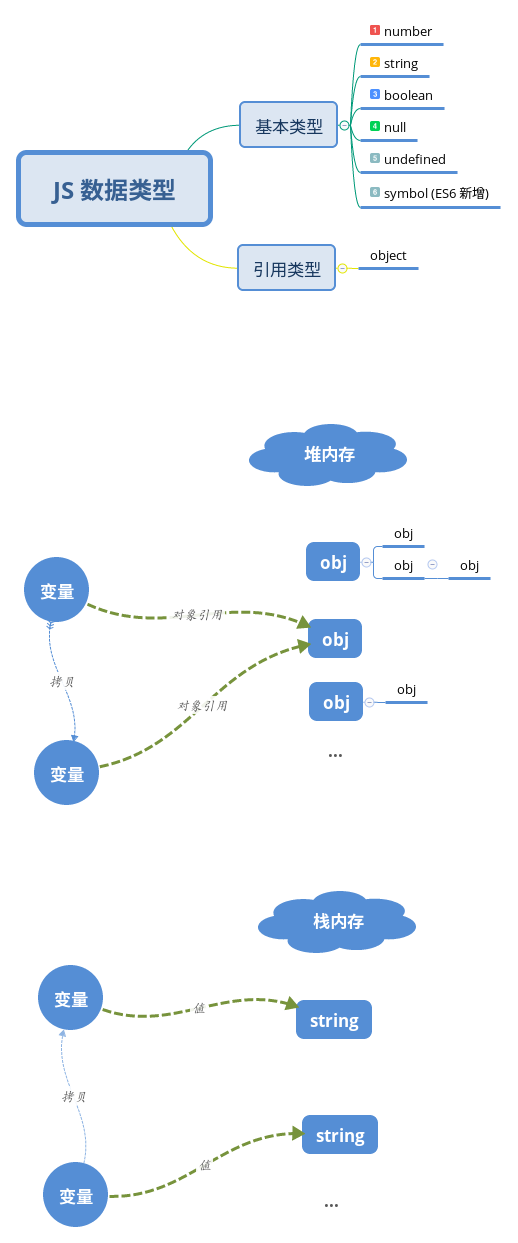 JS 数据类型
基本类型
1 number
2 string
3 boolean
4 null
5 undefined
6 symbol (ES6 新增)
引用类型
object
堆内存
obj
obj
obj
obj
变量
对象引用
obj
拷贝
对象引用
obj
obj
变量
...
栈内存
变量
值
string
拷贝
string
值
变量
...